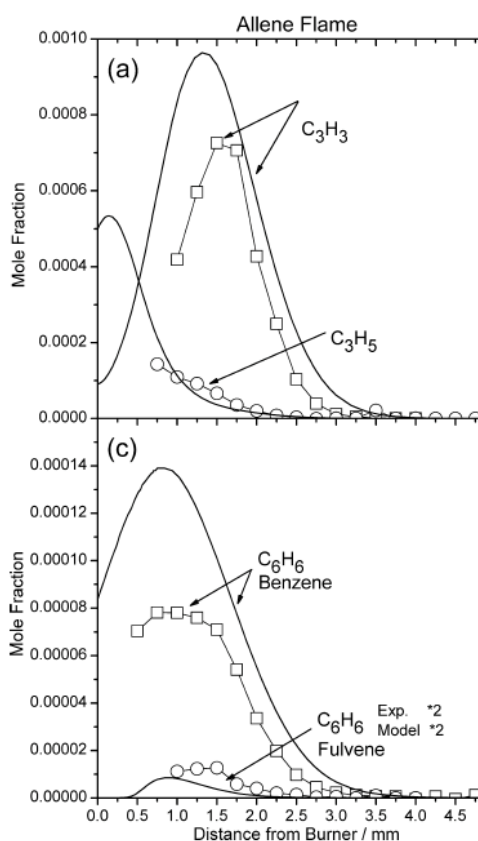 Allene Flame
0.0010
(a)
0.0008
C3H3
0.0006
0.0004
0.0002
C3H5
0.0000
Mole Fraction
(c)
0.00014
0.00012
0.00010
C6H6
Benzene
0.00008
0.00006
0.00004
C6H6 Exp. *2
Model *2
Fulvene
0.00002
0.00000
Mole Fraction
0.0 0.5 1.0 1.5 2.0 2.5 3.0 3.5 4.0 4.5
Distance from Burner / mm